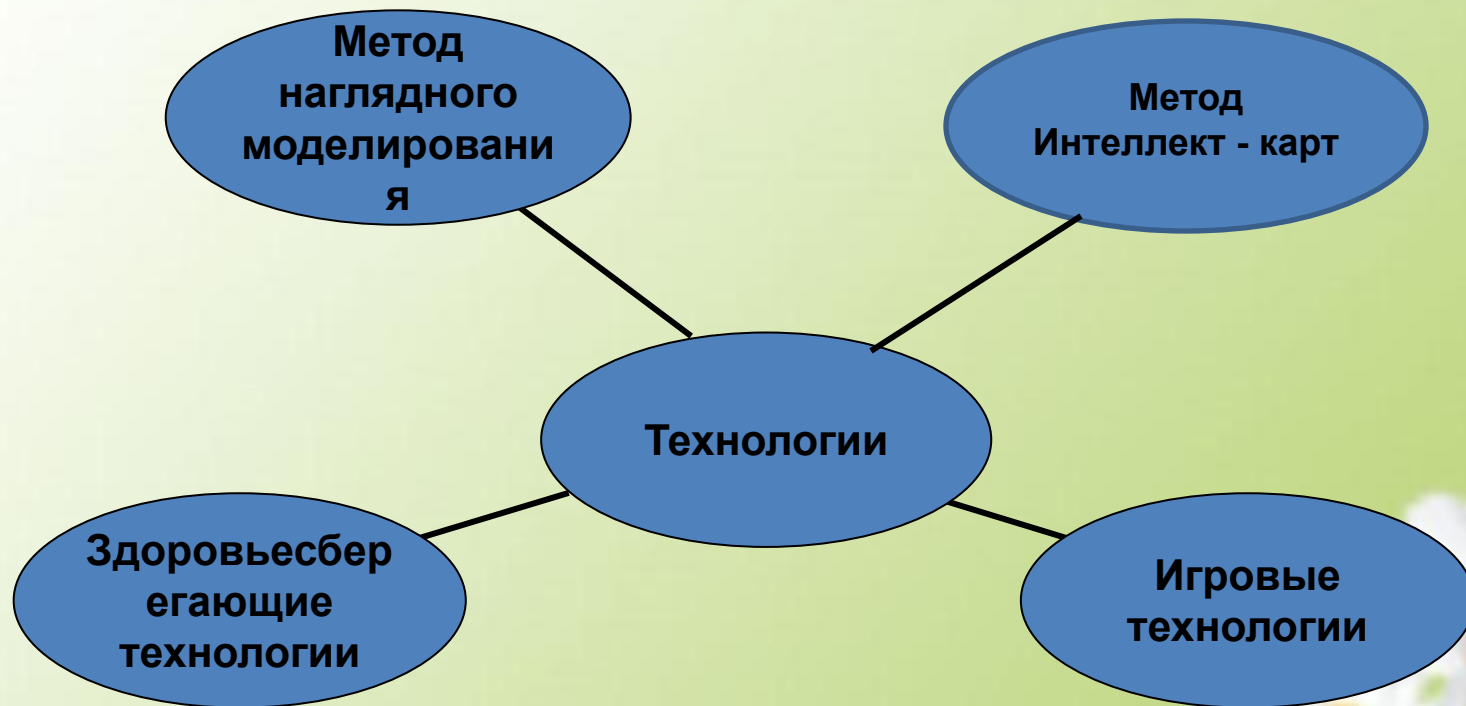 Метод
наглядного
моделировани
я
Метод
Интеллект - карт
Технологии
Здоровьесбер
егающие
технологии
Игровые
технологии